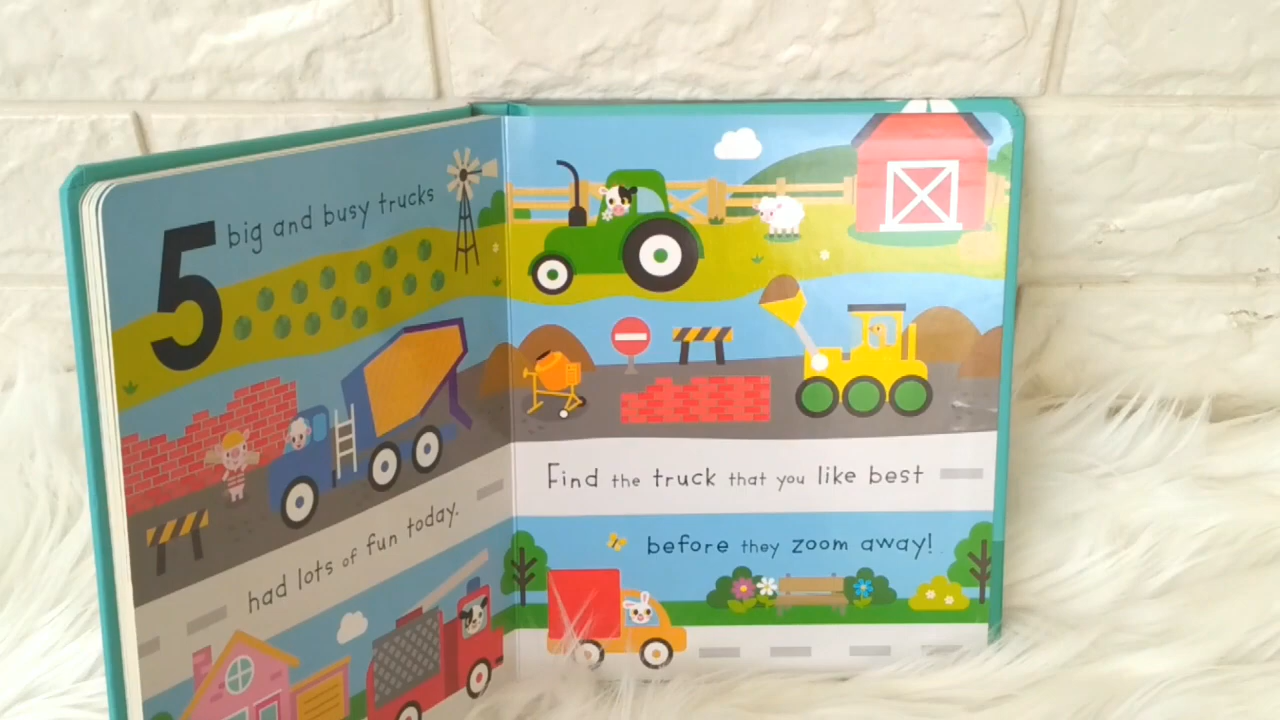 5 big and busy trucks
had lots of fun today.
Find the truck that you like best
before they zoom away!